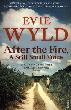 EVIE
WYLD
After the Fire,
A Still Small Voice